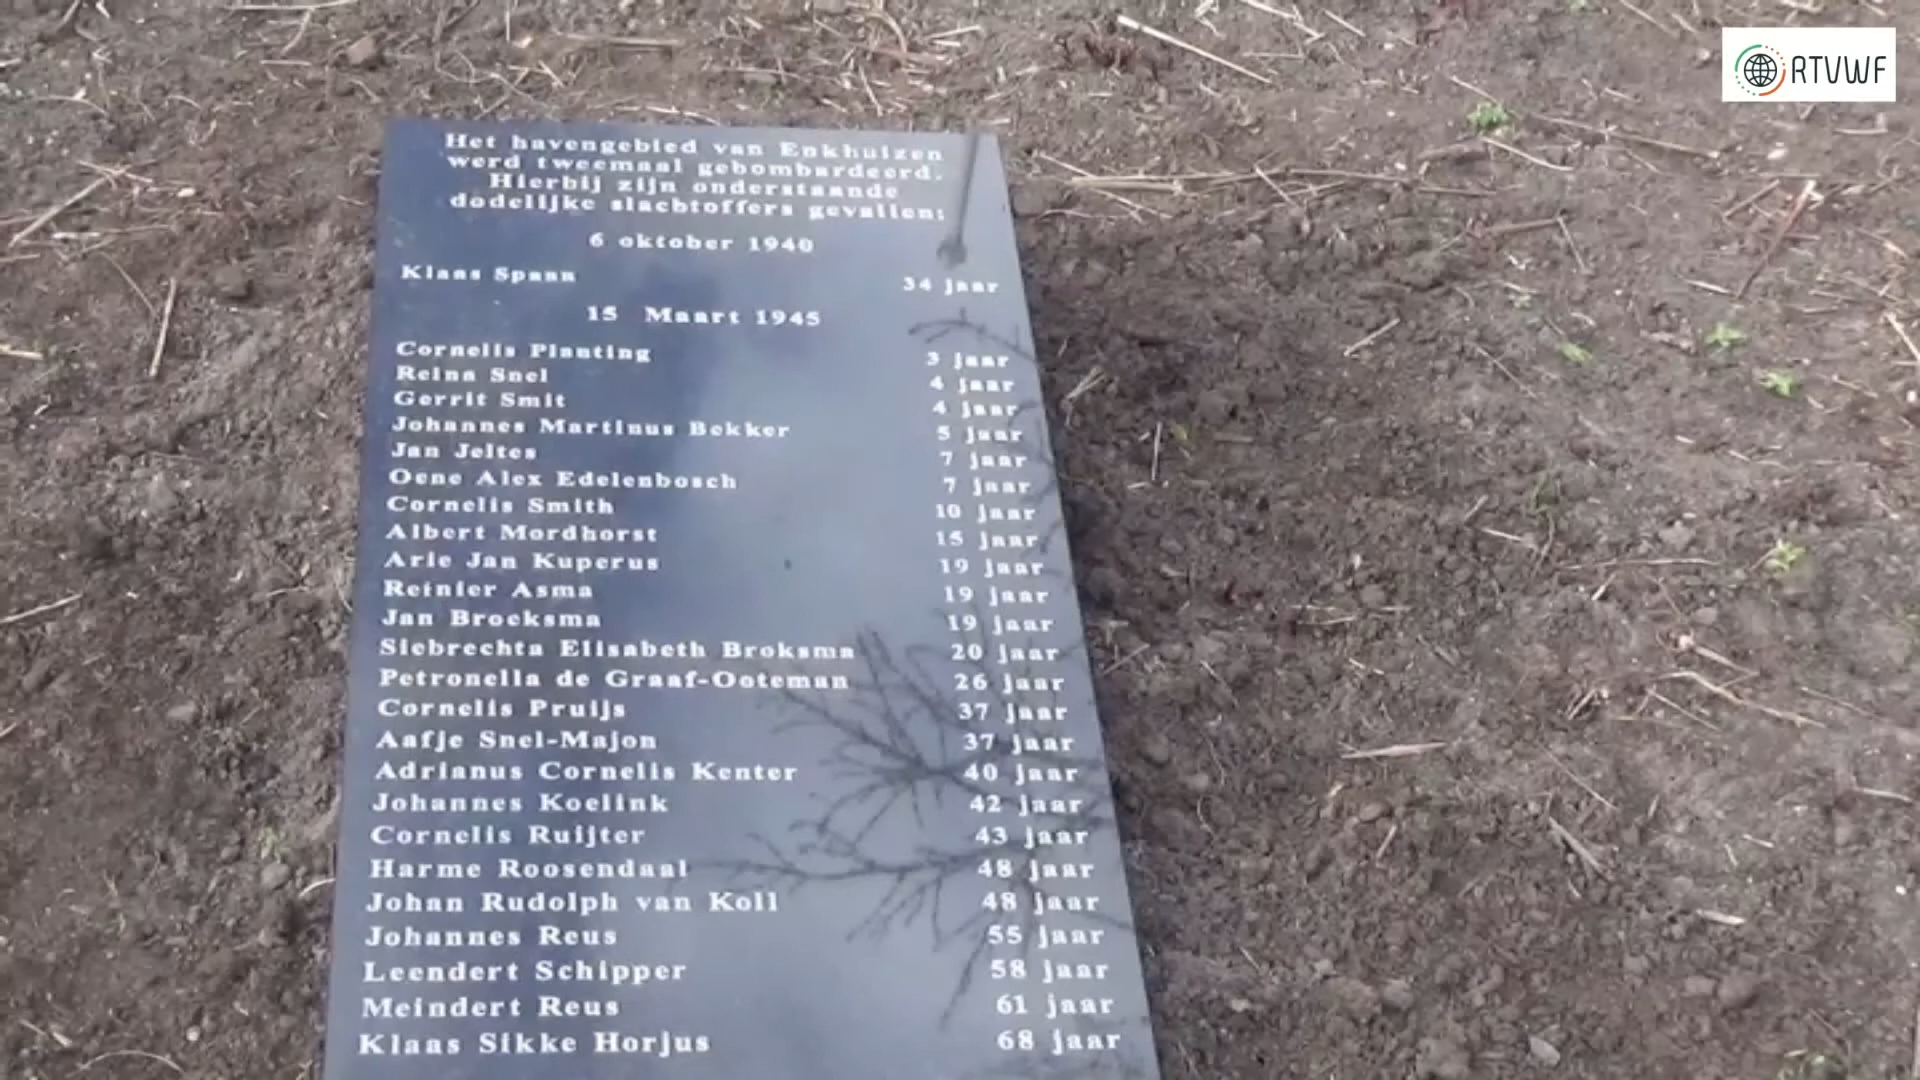 RTVWF
Het havengebied van Enkhuizen
werd tweemaal gebombardeerd.
Hierbij zijn onderstaande
dodelijke slachtoffers gevallen:
6 oktober 1940
Klaas Spaan 34 jaar
15 Maart 1945
Cornelis Planting 3 jaar
Reina Snel 4 jaar
Gerrit Smit 4 jaar
Johannes Martinus Bekker 5 jaar
Jan Jeltes 7 jaar
Oene Alex Edelenbosch 7 jaar
Cornelis Smith 10 jaar
Albert Mordhorst 15 jaar
Arie Jan Kuperus 19 jaar
Reinier Asma 19 jaar
Jan Broeksma 19 jaar
Siebrechta Elisabeth Broksma 20 jaar
Petronella de Graaf-Ooteman 26 jaar
Cornelis Pruijs 37 jaar
Aafje Snel-Majon 37 jaar
Adrianus Cornelis Kenter 40 jaar
Johannes Koelink 42 jaar
Cornelis Ruijter 43 jaar
Harme Roosendaal 48 jaar
Johan Rudolph van Koll 48 jaar
Johannes Reus 55 jaar
Leendert Schipper 58 jaar
Meindert Reus 61 jaar
Klaas Sikke Horjus 68 jaar